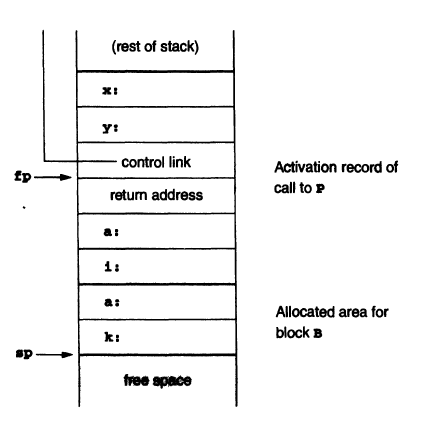 (rest of stack)
x:
y:
control link
fp
return address
Activation record of
call to P
a:
i:
a:
k:
Allocated area for
block B
sp
free space